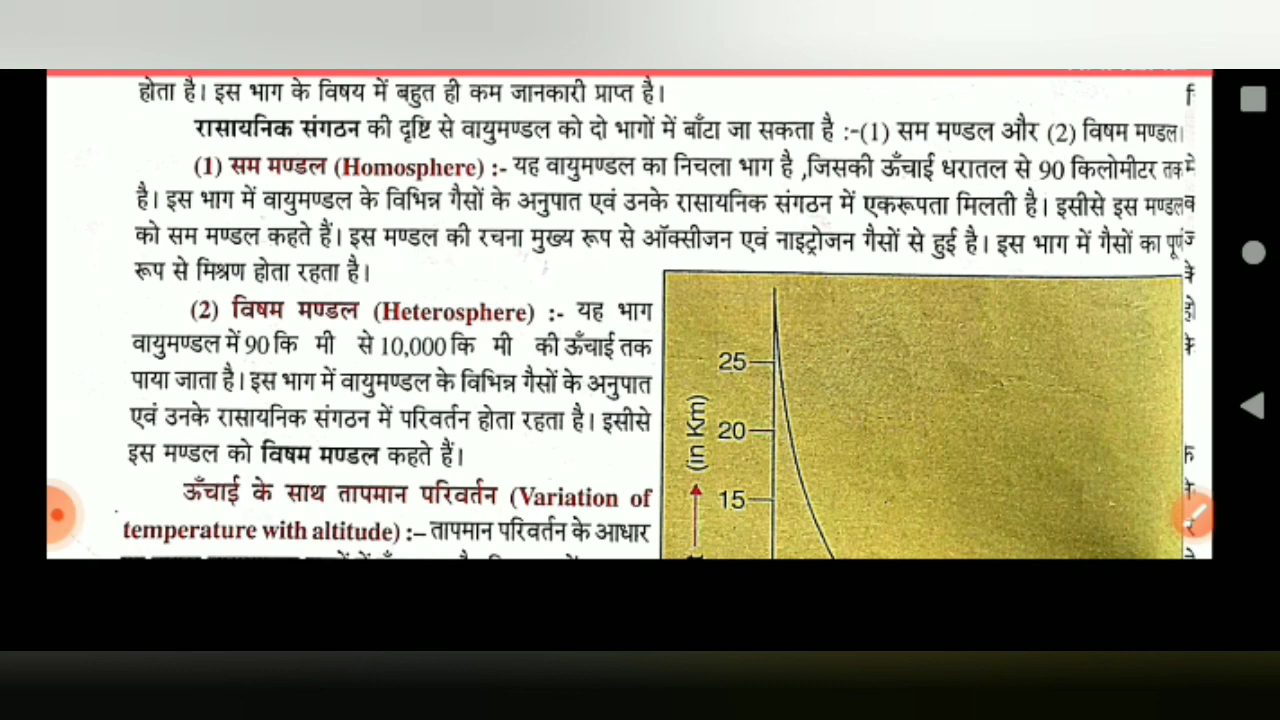 होता है। इस भाग के विषय में बहुत ही कम जानकारी प्राप्त है।
रासायनिक संगठन की दृष्टि से वायुमण्डल को दो भागों में बाँटा जा सकता है :-(1) सम मण्डल और (2) विषम मण्डल।
(1) सम मण्डल (Homosphere) :- यह वायुमण्डल का निचला भाग है ,जिसकी ऊँचाई धरातल से 90 किलोमीटर तक
है। इस भाग में वायुमण्डल के विभिन्न गैसों के अनुपात एवं उनके रासायनिक संगठन में एकरूपता मिलती है। इसीसे इस मण्डल
को सम मण्डल कहते हैं। इस मण्डल की रचना मुख्य रूप से ऑक्सीजन एवं नाइट्रोजन गैसों से हुई है। इस भाग में गैसों का पूर्ण
रूप से मिश्रण होता रहता है।
(2) विषम मण्डल (Heterosphere) :- यह भाग
वायुमण्डल में 90 कि मी से 10,000 कि मी की ऊँचाई तक
पाया जाता है। इस भाग में वायुमण्डल के विभिन्न गैसों के अनुपात
एवं उनके रासायनिक संगठन में परिवर्तन होता रहता है। इसीसे
इस मण्डल को विषम मण्डल कहते हैं।
ऊँचाई के साथ तापमान परिवर्तन (Variation of
temperature with altitude) :– तापमान परिवर्तन के आधार
25
20
15
(in Km)